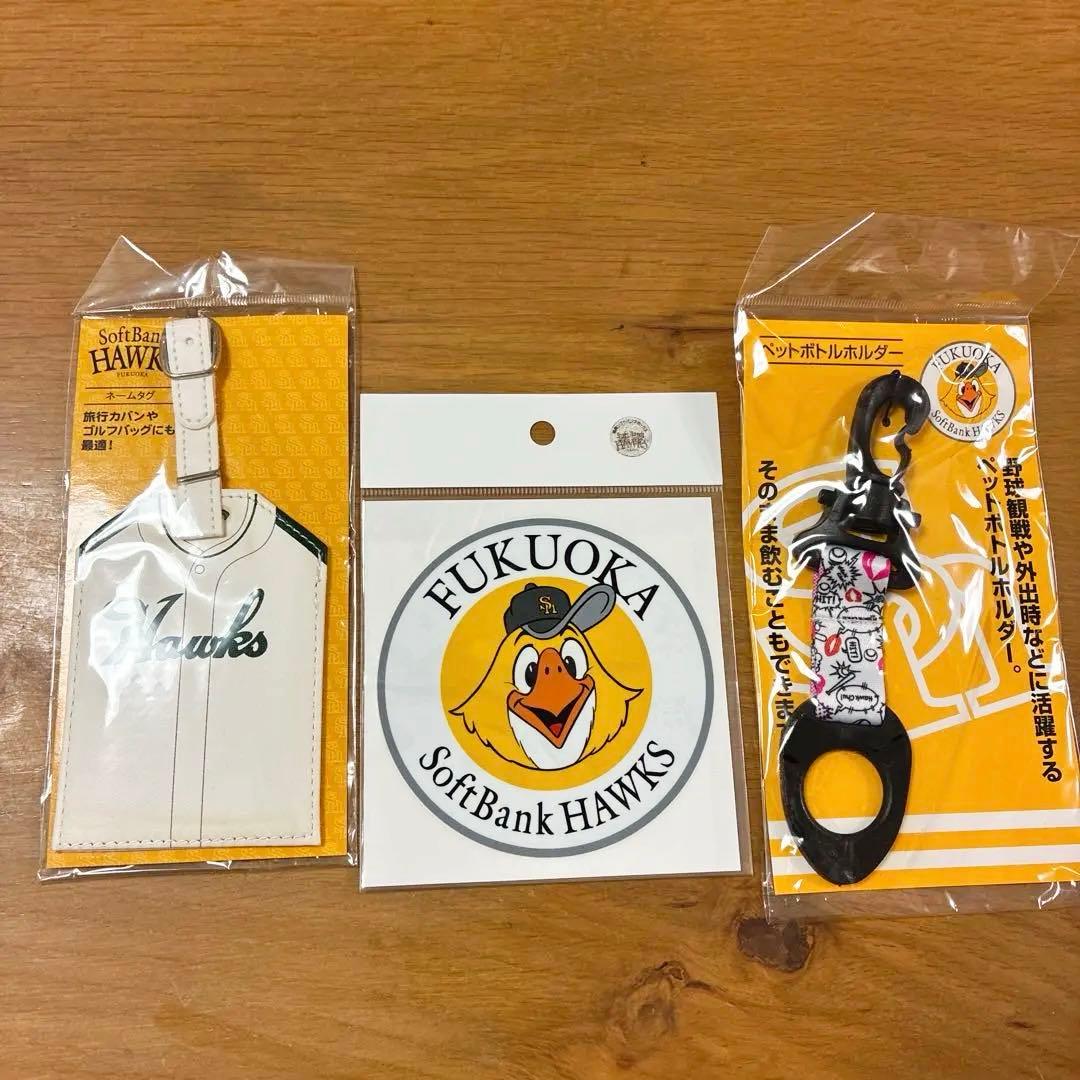 SoftBank
HAWKS
FUKUOKA
ネームタグ
旅行カバンや
ゴルフバッグにも
最適!
Hawks
FUKUOKA
SoftBank HAWKS
ペットボトルホルダー
FUKUOKA
SoftBank HAWKS
野球観戦や外出時などに活躍する
ペットボトルホルダー。
そのまま飲むこともできます
Hawk Chu!